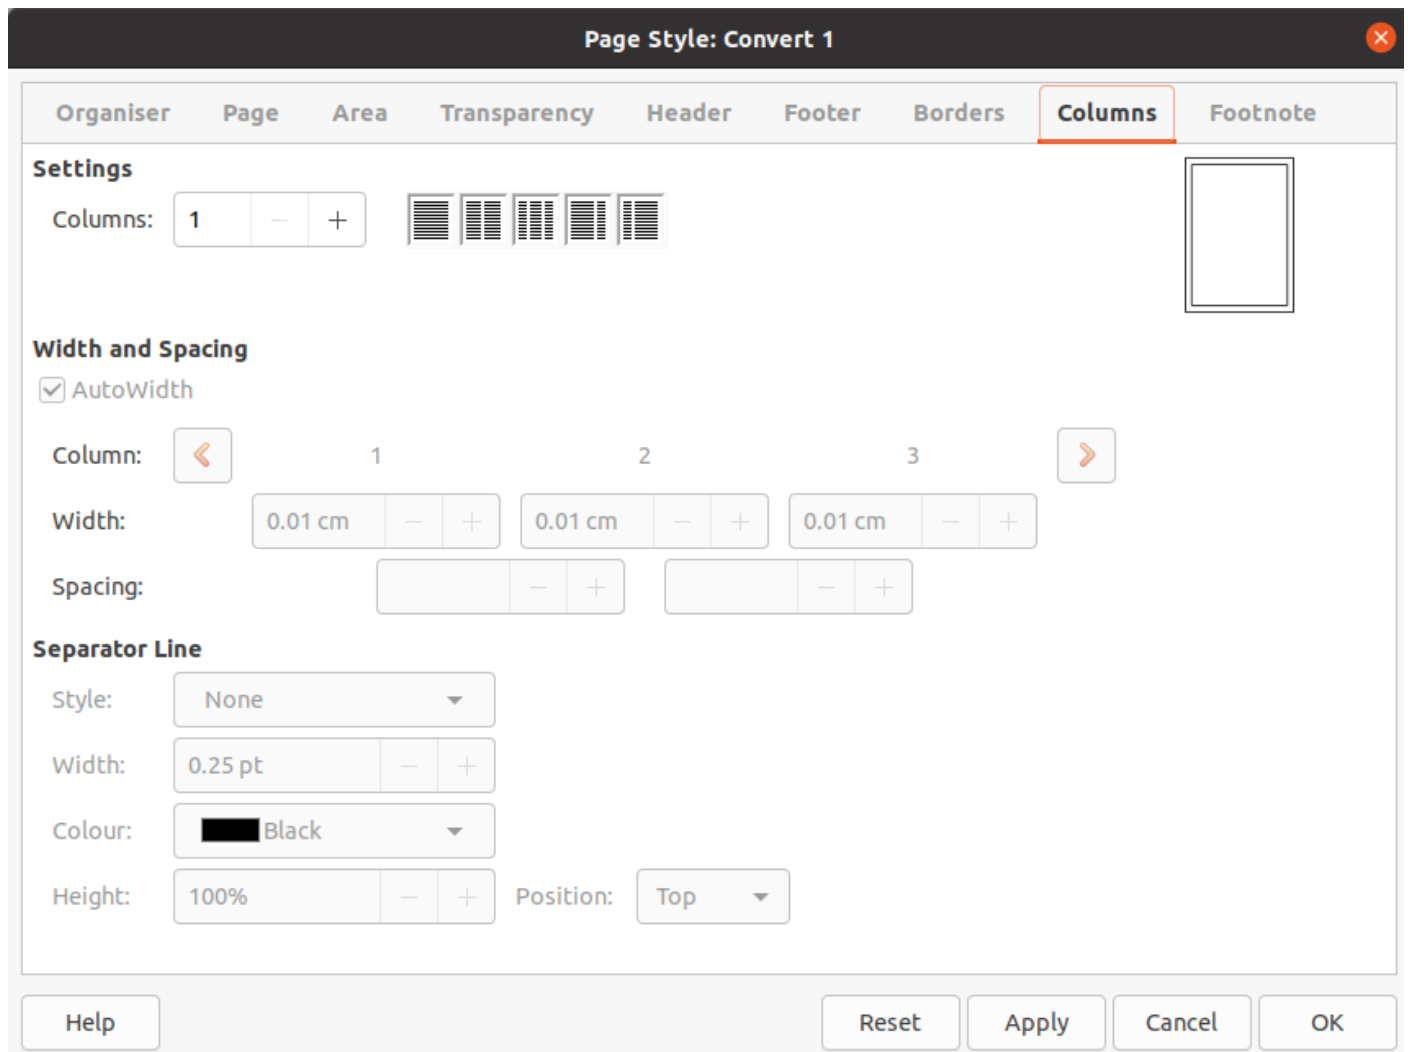 Page Style: Convert 1
Organiser Page Area Transparency Header Footer Borders Columns Footnote
Settings
Columns: 1
Width and Spacing
AutoWidth
Column: 1 2 3
Width: 0.01 cm 0.01 cm 0.01 cm
Spacing:
Separator Line
Style: None
Width: 0.25 pt
Colour: Black
Height: 100% Position: Top
Help Reset Apply Cancel OK